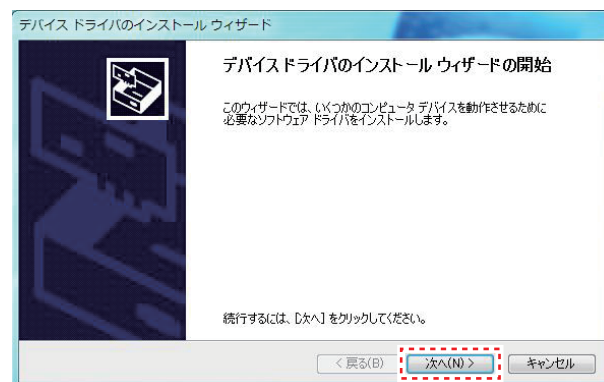 デバイス ドライバのインストール ウィザード
デバイス ドライバのインストール ウィザードの開始
このウィザードでは、いくつかのコンピュータ デバイスを動作させるために
必要なソフトウェア ドライバをインストールします。
続行するには、[次へ] をクリックしてください。
< 戻る(B)
次へ(N) >
キャンセル